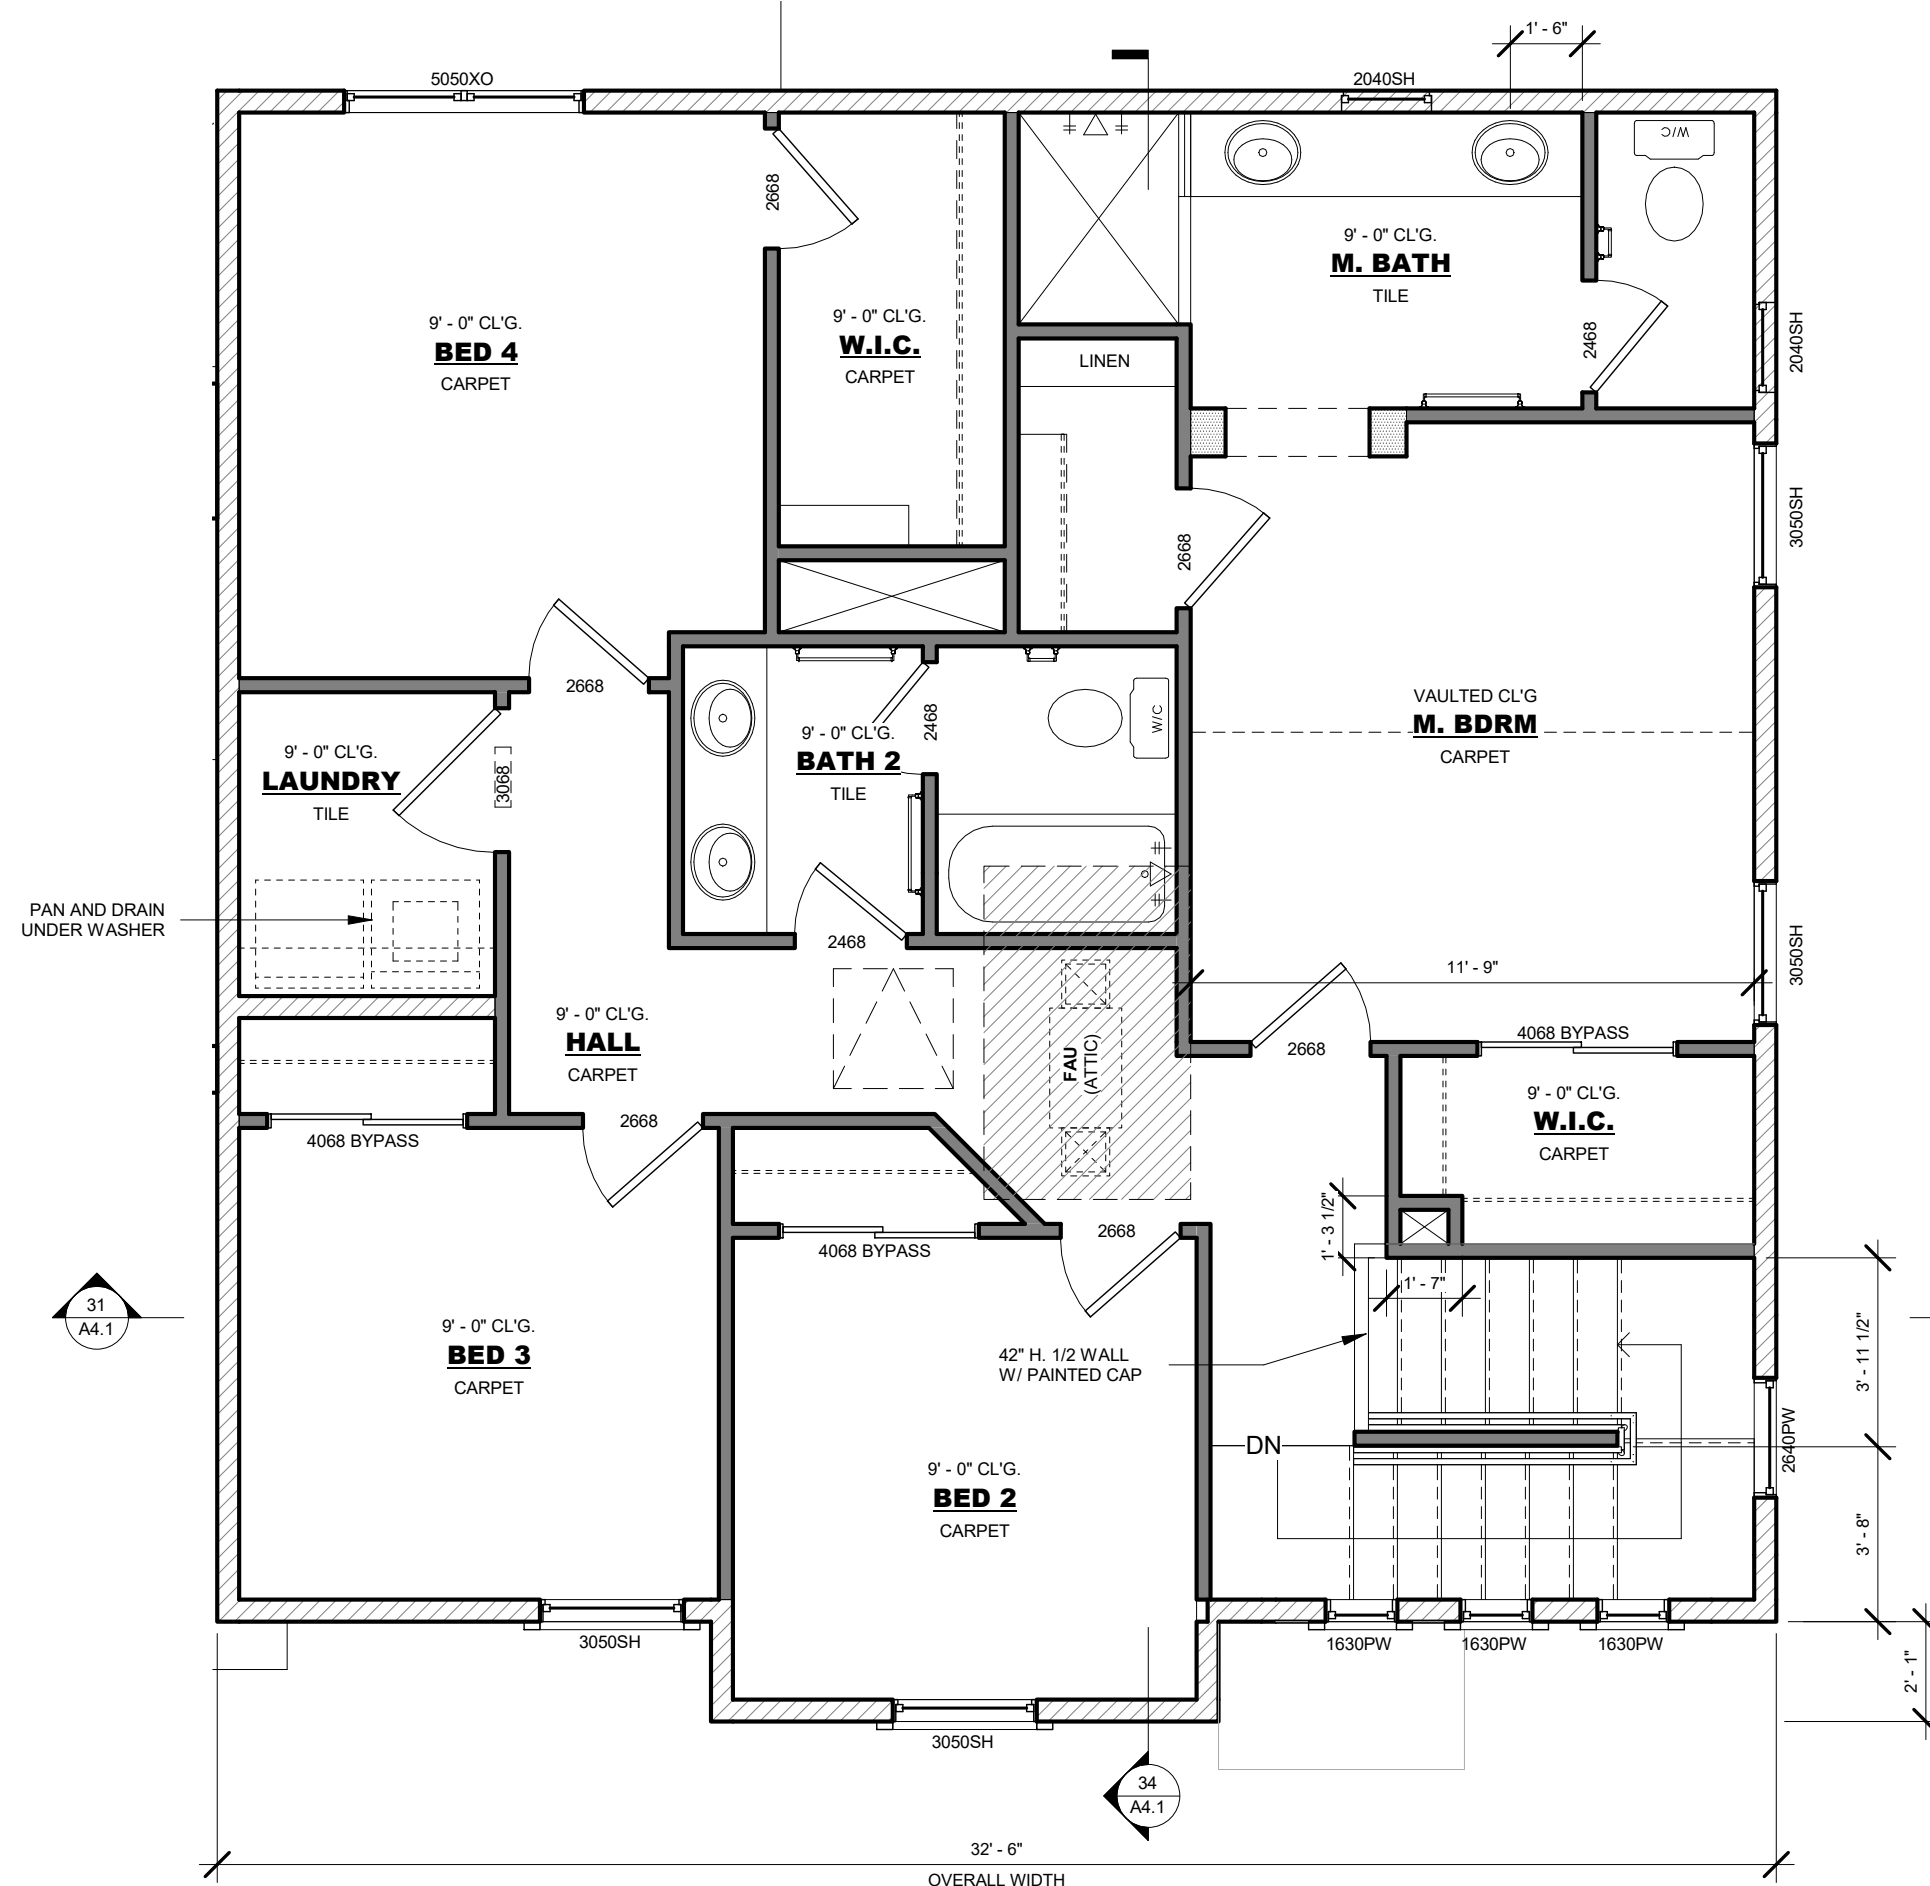 1' - 6"
5050XO
2040SH
W/C
2668
9' - 0" CL'G.
M. BATH
TILE
9' - 0" CL'G.
BED 4
CARPET
9' - 0" CL'G.
W.I.C.
CARPET
2468
2040SH
LINEN
3050SH
2668
2668
VAULTED CL'G
M. BDRM
CARPET
2468
W/C
9' - 0" CL'G.
BATH 2
TILE
9' - 0" CL'G.
LAUNDRY
TILE
3068
PAN AND DRAIN
UNDER WASHER
2468
11' - 9"
3050SH
9' - 0" CL'G.
HALL
CARPET
FAU
(ATTIC)
2668
4068 BYPASS
9' - 0" CL'G.
W.I.C.
CARPET
4068 BYPASS
2668
4068 BYPASS
2668
1' - 3 1/2"
1' - 7"
31
A4.1
9' - 0" CL'G.
BED 3
CARPET
42" H. 1/2 WALL
W/ PAINTED CAP
3' - 11 1/2"
DN
2640PW
9' - 0" CL'G.
BED 2
CARPET
3' - 8"
3050SH
1630PW
1630PW
1630PW
2' - 1"
3050SH
34
A4.1
32' - 6"
OVERALL WIDTH